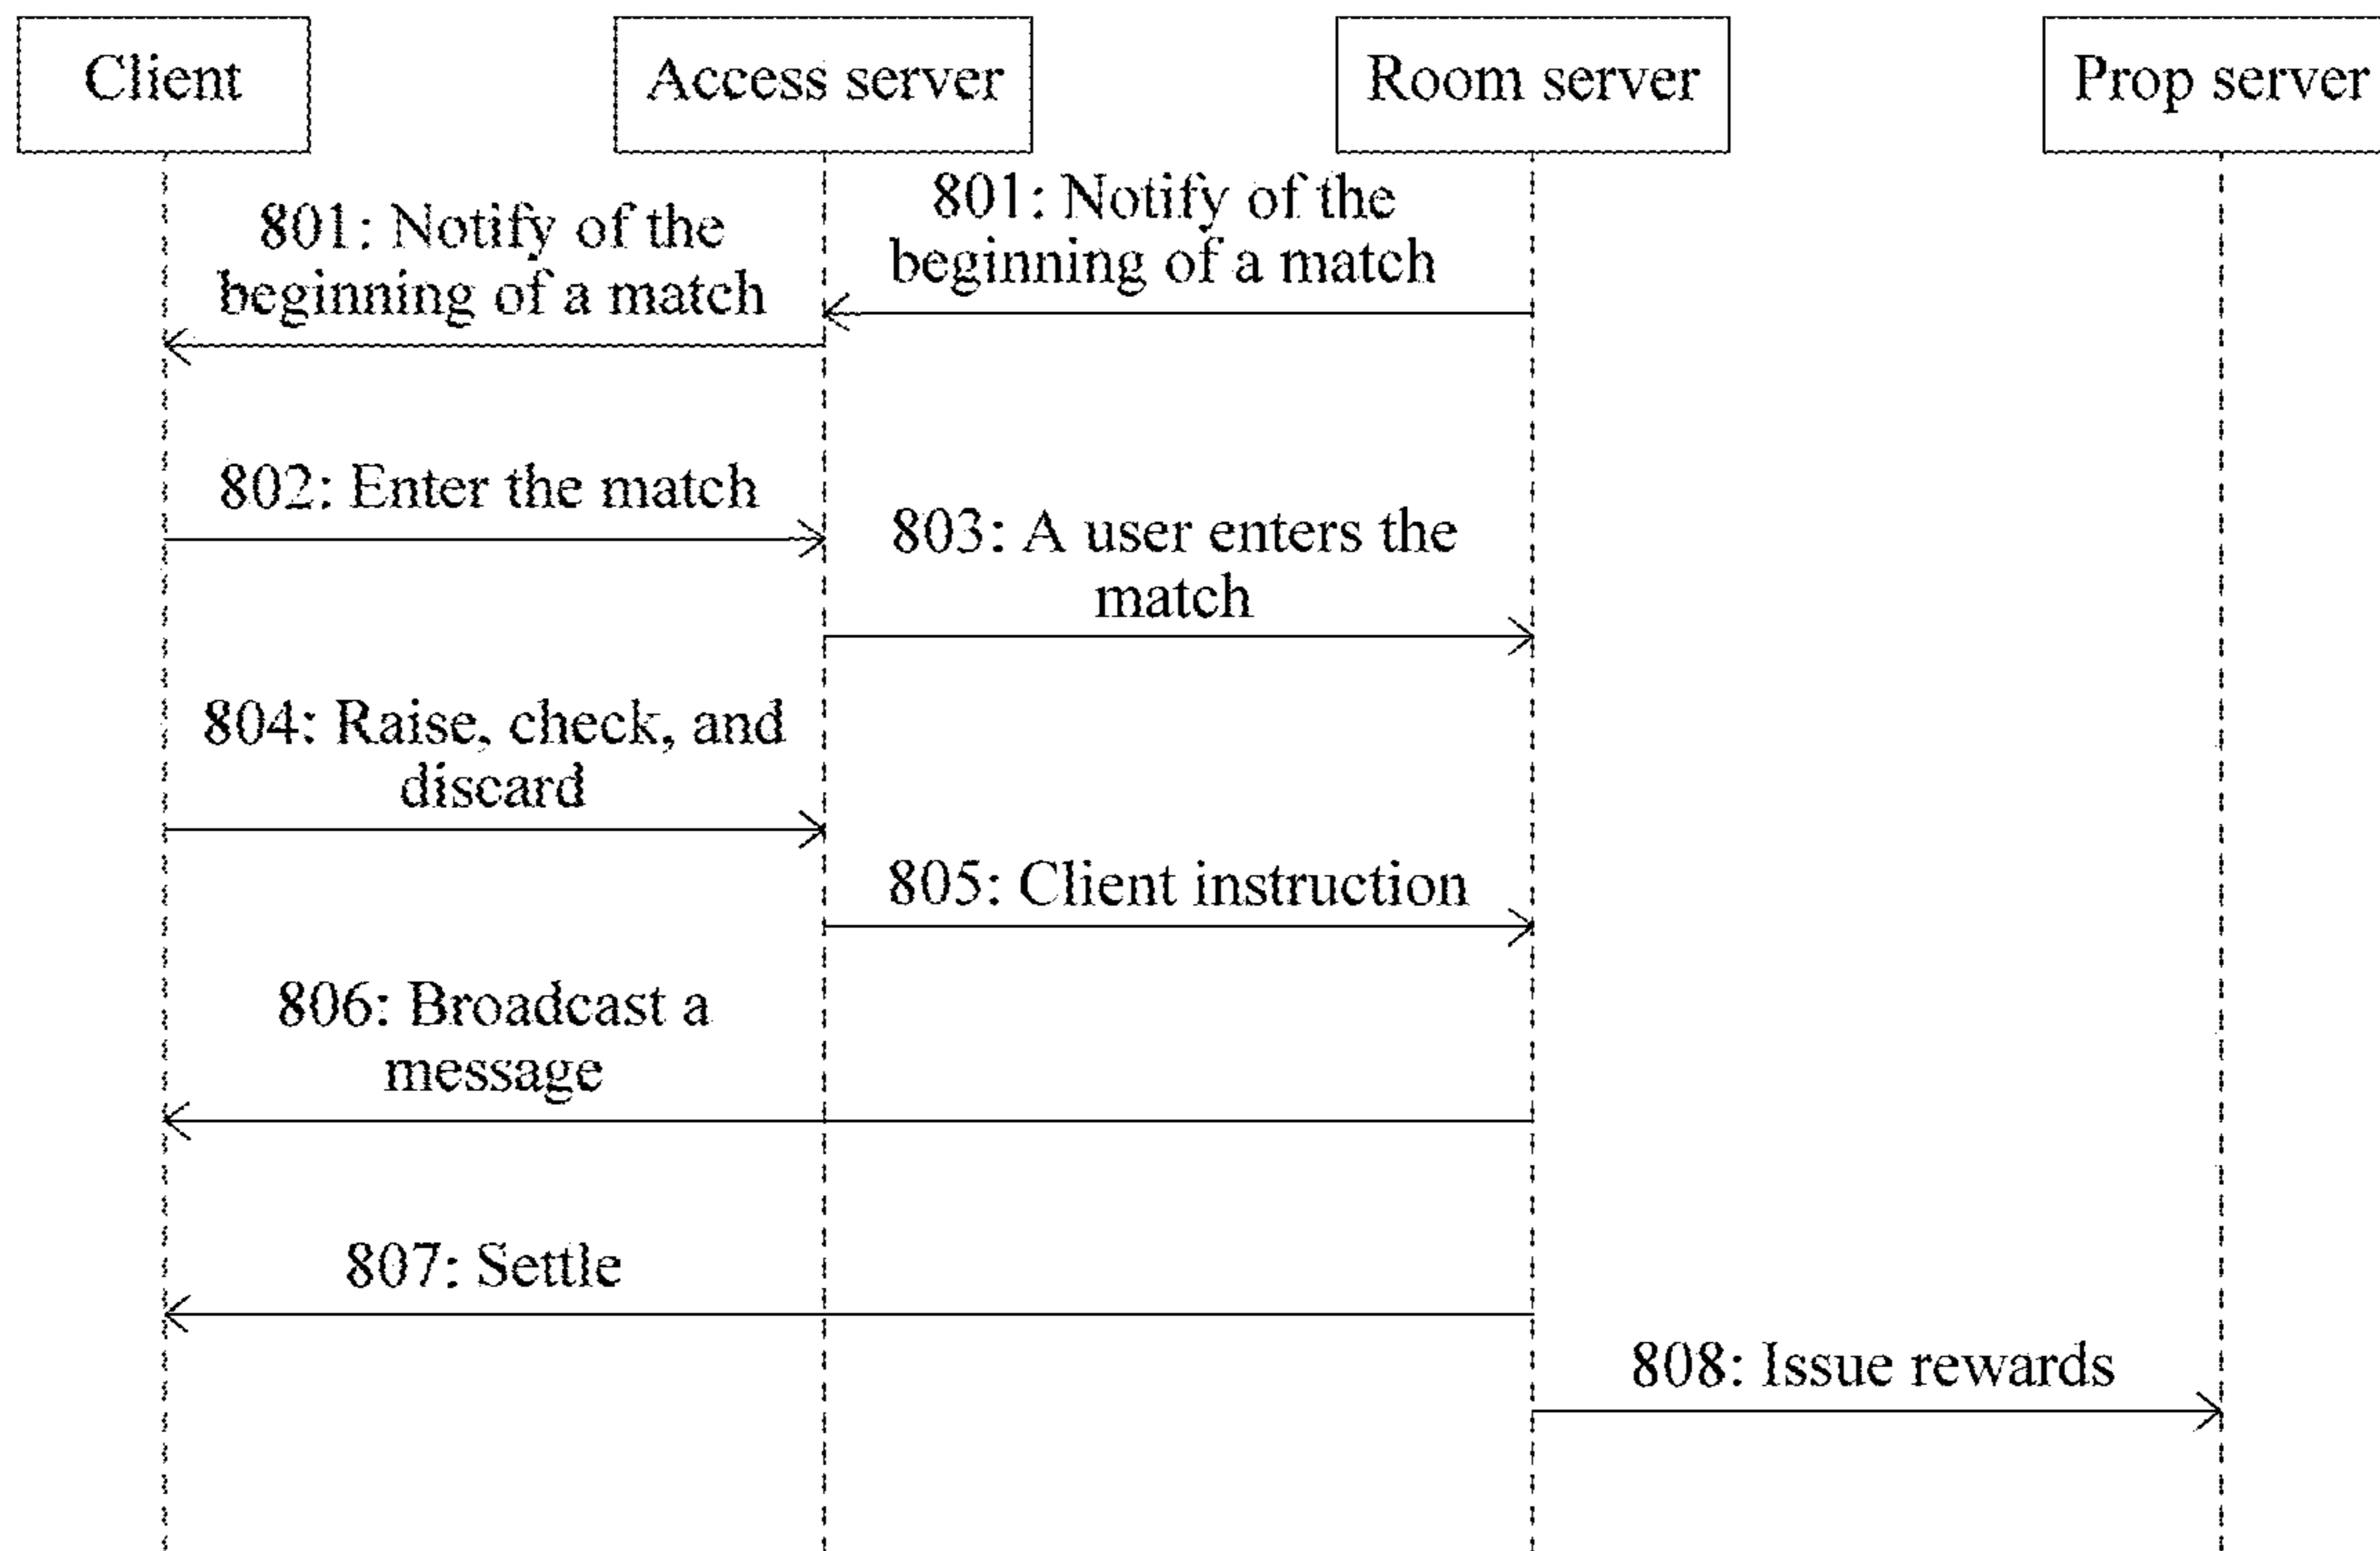 Client
Access server
Room server
Prop server
801: Notify of the
beginning of a match
801: Notify of the
beginning of a match
802: Enter the match
803: A user enters the
match
804: Raise, check, and
discard
805: Client instruction
806: Broadcast a
message
807: Settle
808: Issue rewards